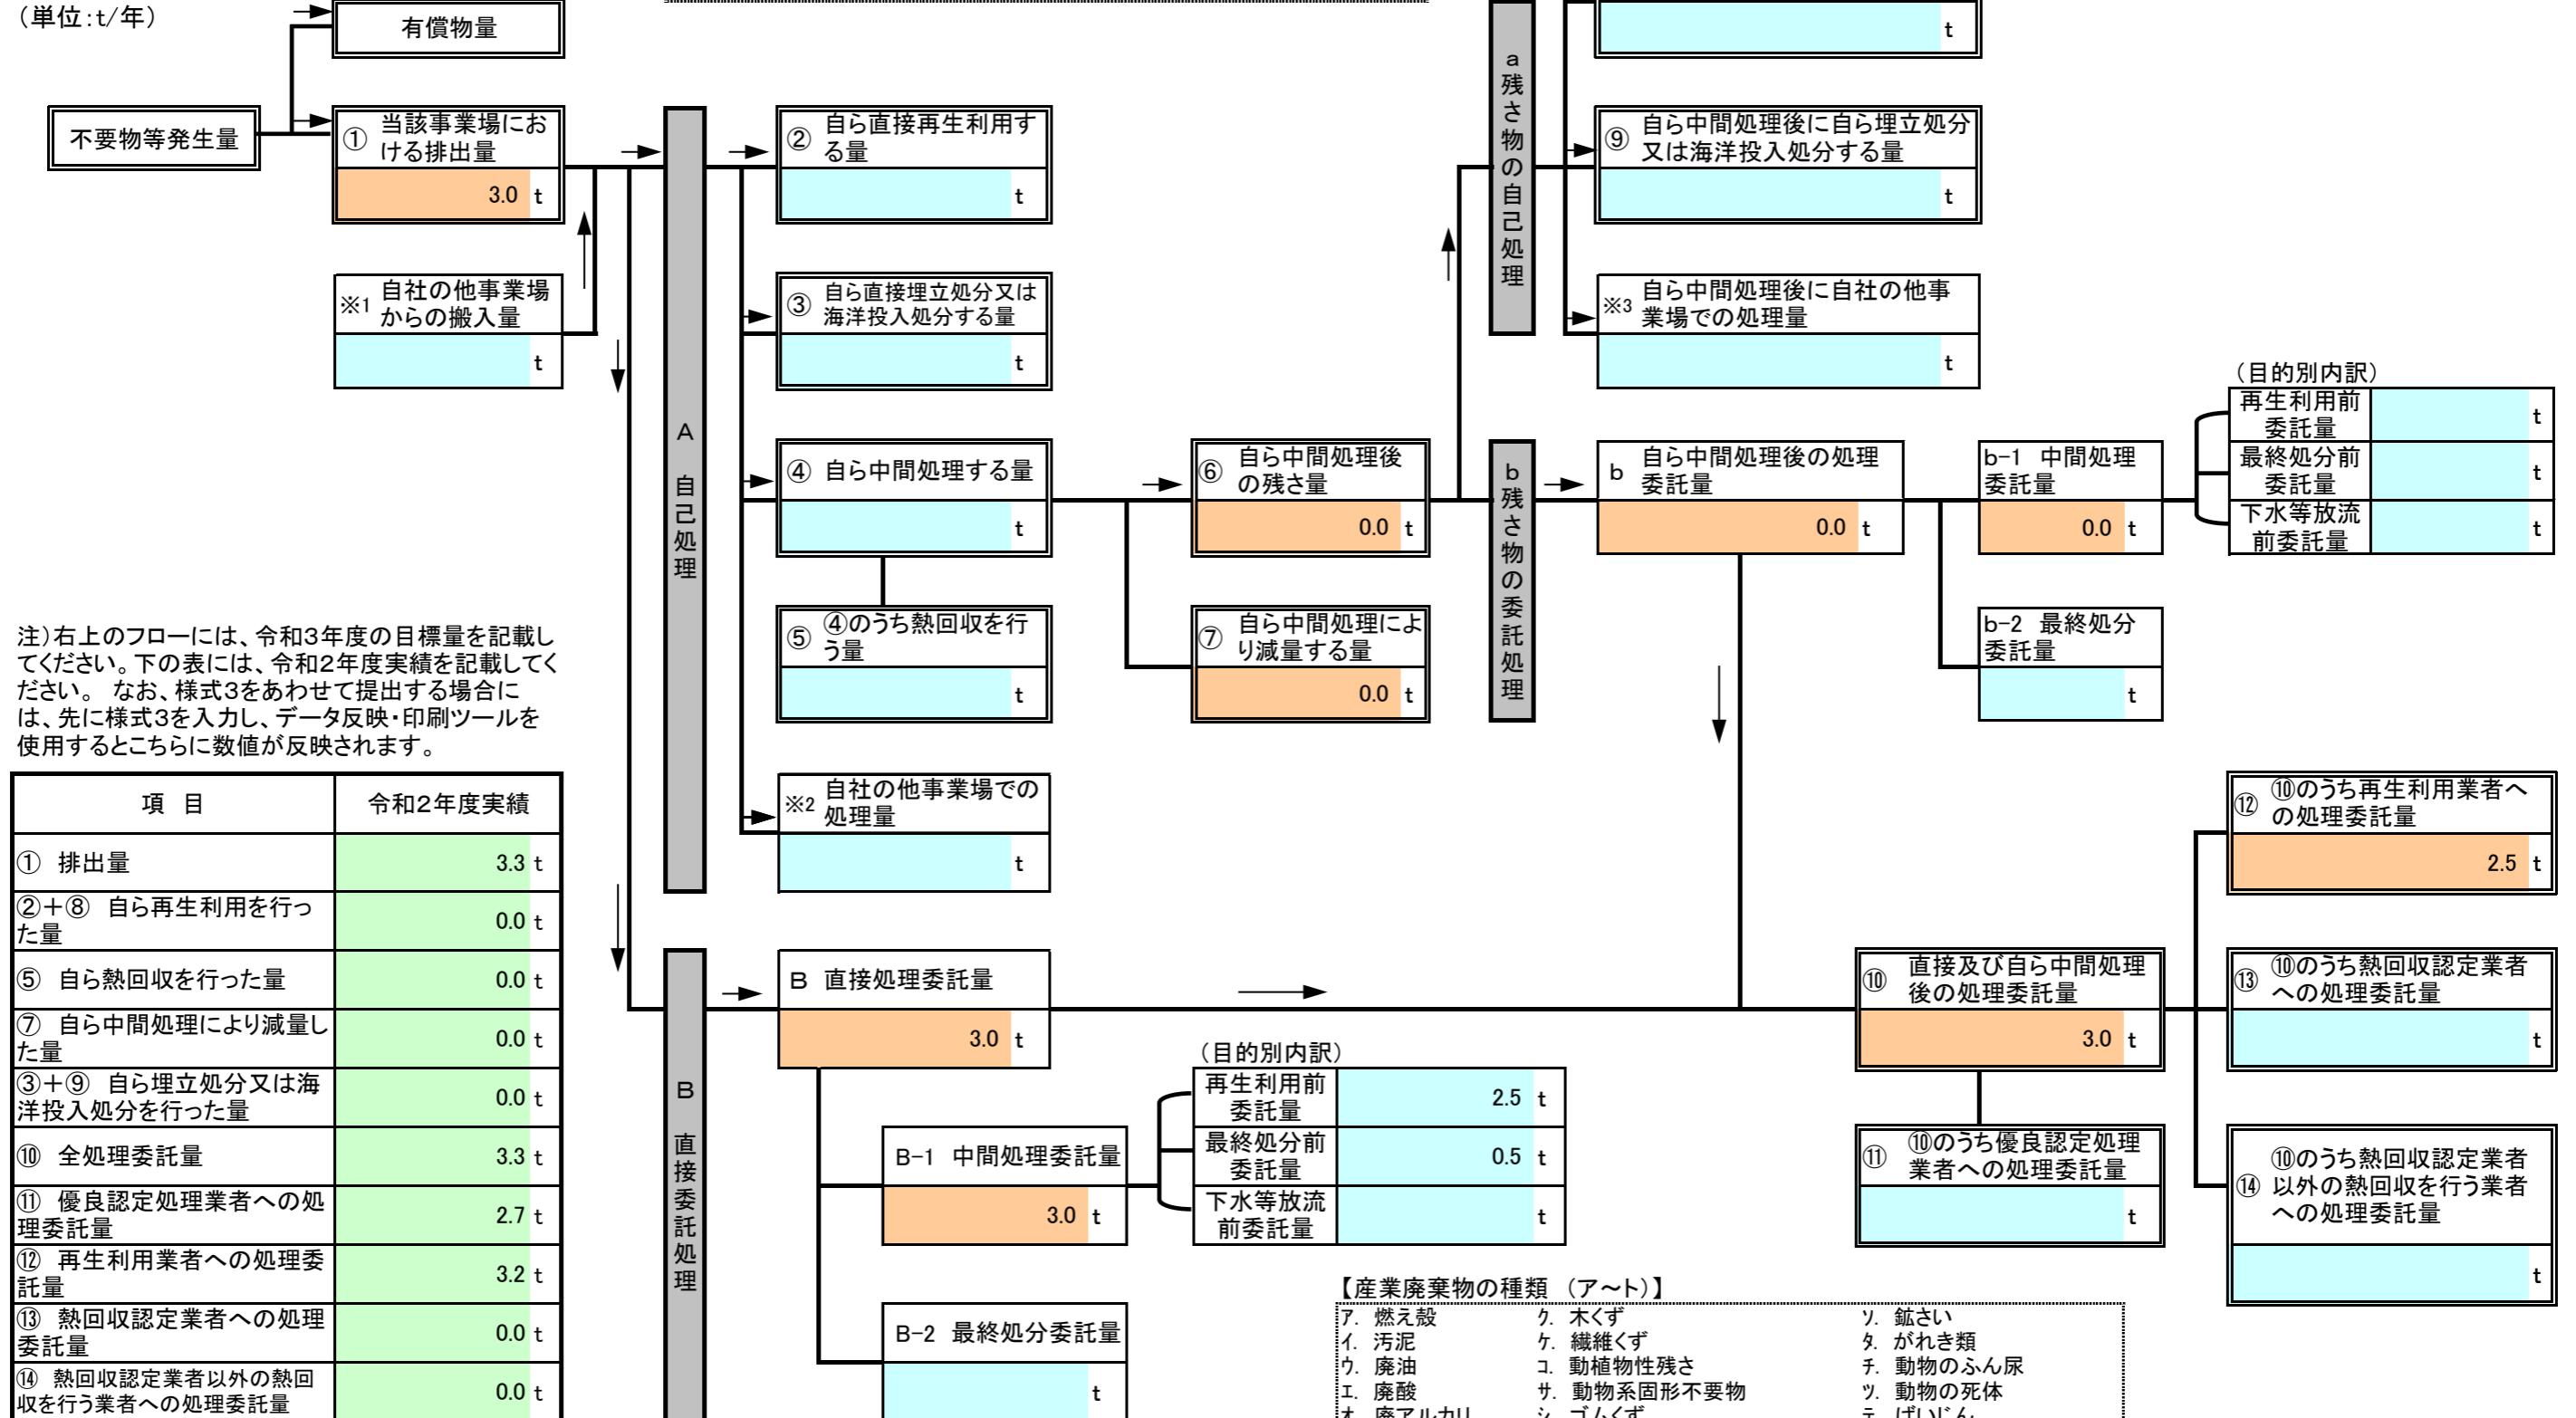 （単位：t/年）
有償物量
不要物等発生量
① 当該事業場にお
ける排出量
3.0 t
※1 自社の他事業場
からの搬入量
t
A 自己処理
② 自ら直接再生利用す
る量
t
③ 自ら直接埋立処分又は
海洋投入処分する量
t
④ 自ら中間処理する量
t
⑤ ④のうち熱回収を行
う量
t
※2 自社の他事業場での
処理量
t
⑥ 自ら中間処理後
の残さ量
0.0 t
⑦ 自ら中間処理によ
り減量する量
0.0 t
a 残さ物の自己処理
t
⑨ 自ら中間処理後に自ら埋立処分
又は海洋投入処分する量
t
※3 自ら中間処理後に自社の他事
業場での処理量
t
b 残さ物の委託処理
b 自ら中間処理後の処理
委託量
0.0 t
b-1 中間処理
委託量
0.0 t
（目的別内訳）
再生利用前
委託量
t
最終処分前
委託量
t
下水等放流
前委託量
t
b-2 最終処分
委託量
t
注）右上のフローには、令和３年度の目標量を記載し
てください。下の表には、令和２年度実績を記載してく
ださい。 なお、様式３をあわせて提出する場合に
は、先に様式３を入力し、データ反映・印刷ツールを
使用するとこちらに数値が反映されます。
項 目 令和２年度実績
① 排出量 3.3 t
②＋⑧ 自ら再生利用を行っ
た量 0.0 t
⑤ 自ら熱回収を行った量 0.0 t
⑦ 自ら中間処理により減量し
た量 0.0 t
③＋⑨ 自ら埋立処分又は海
洋投入処分を行った量 0.0 t
⑩ 全処理委託量 3.3 t
⑪ 優良認定処理業者への処
理委託量 2.7 t
⑫ 再生利用業者への処理委
託量 3.2 t
⑬ 熱回収認定業者への処理
委託量 0.0 t
⑭ 熱回収認定業者以外の熱回
収を行う業者への処理委託量 0.0 t
B 直接委託処理
B 直接処理委託量
3.0 t
B-1 中間処理委託量
3.0 t
（目的別内訳）
再生利用前
委託量
2.5 t
最終処分前
委託量
0.5 t
下水等放流
前委託量
t
B-2 最終処分委託量
t
⑩ 直接及び自ら中間処理
後の処理委託量
3.0 t
⑪ ⑩のうち優良認定処理
業者への処理委託量
t
⑫ ⑩のうち再生利用業者へ
の処理委託量
2.5 t
⑬ ⑩のうち熱回収認定業者
への処理委託量
t
⑭ ⑩のうち熱回収認定業者
以外の熱回収を行う業者
への処理委託量
t
【産業廃棄物の種類 （ア～ト）】
ｱ. 燃え殻 ｸ. 木くず ｿ. 鉱さい
ｲ. 汚泥 ｹ. 繊維くず ﾀ. がれき類
ｳ. 廃油 ｺ. 動植物性残さ ﾁ. 動物のふん尿
ｴ. 廃酸 ｻ. 動物系固形不要物 ﾂ. 動物の死体
ｵ. 廃アルカリ ｼ. ゴムくず ﾃ. ばいじん